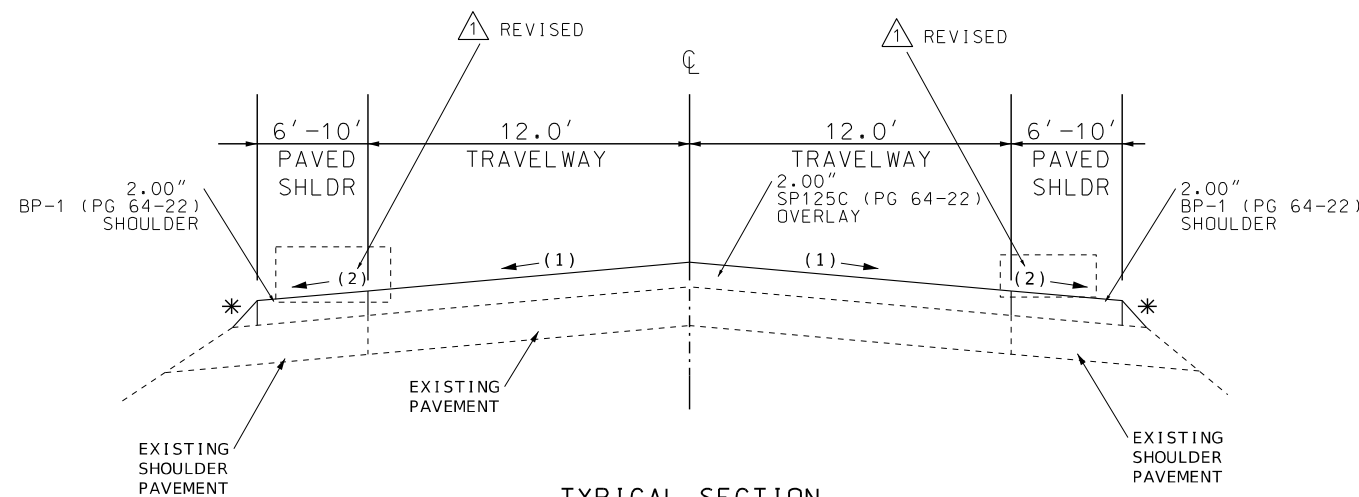 1 REVISED
1 REVISED
℄
6'-10'
PAVED
SHLDR
12.0'
TRAVELWAY
12.0'
TRAVELWAY
6'-10'
PAVED
SHLDR
2.00"
BP-1 (PG 64-22)
SHOULDER
2.00"
SP125C (PG 64-22)
OVERLAY
2.00"
BP-1 (PG 64-22)
SHOULDER
(2)
(1)
(1)
(2)
*
*
EXISTING
PAVEMENT
EXISTING
SHOULDER
PAVEMENT
EXISTING
SHOULDER
PAVEMENT
TYPICAL SECTION